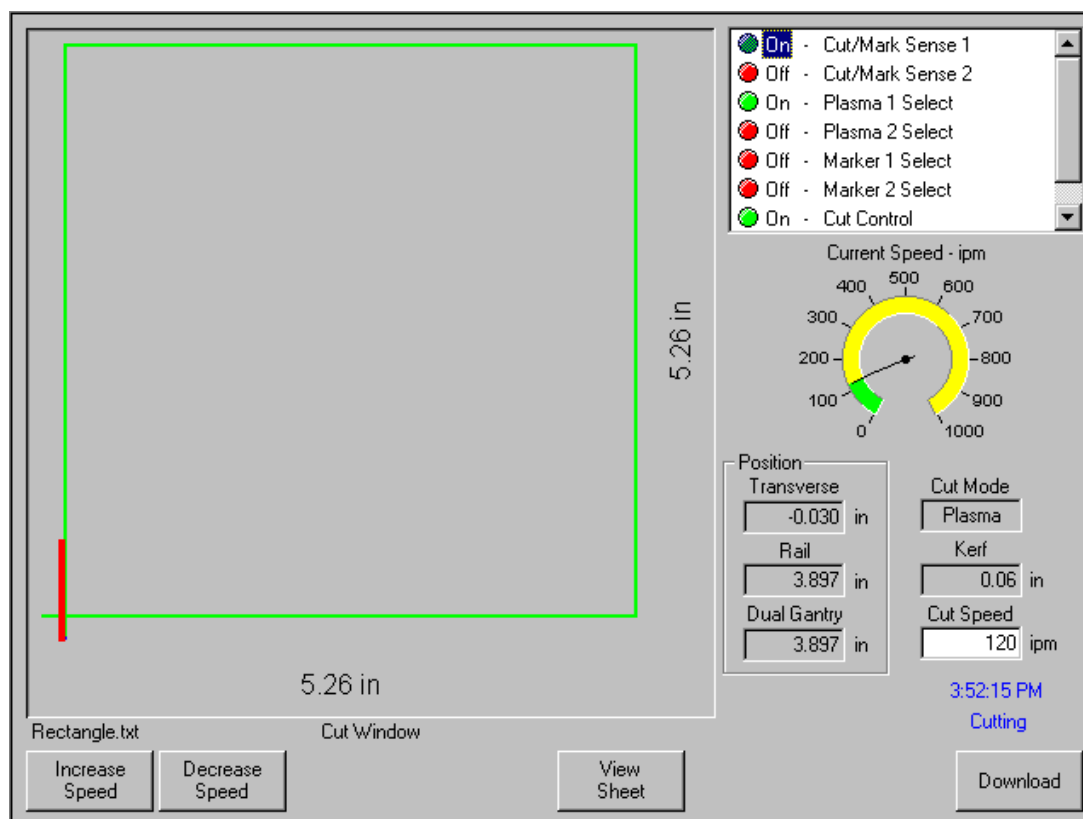 On - Cut/Mark Sense 1
Off - Cut/Mark Sense 2
On - Plasma 1 Select
Off - Plasma 2 Select
Off - Marker 1 Select
Off - Marker 2 Select
On - Cut Control
Current Speed - ipm
500
400 600
300 700
200 800
100 900
0 1000
5.26 in
5.26 in
Position
Transverse
-0.030 in
Rail
3.897 in
Dual Gantry
3.897 in
Cut Mode
Plasma
Kerf
0.06 in
Cut Speed
120 ipm
3:52:15 PM
Cutting
Rectangle.txt
Cut Window
Increase
Speed
Decrease
Speed
View
Sheet
Download